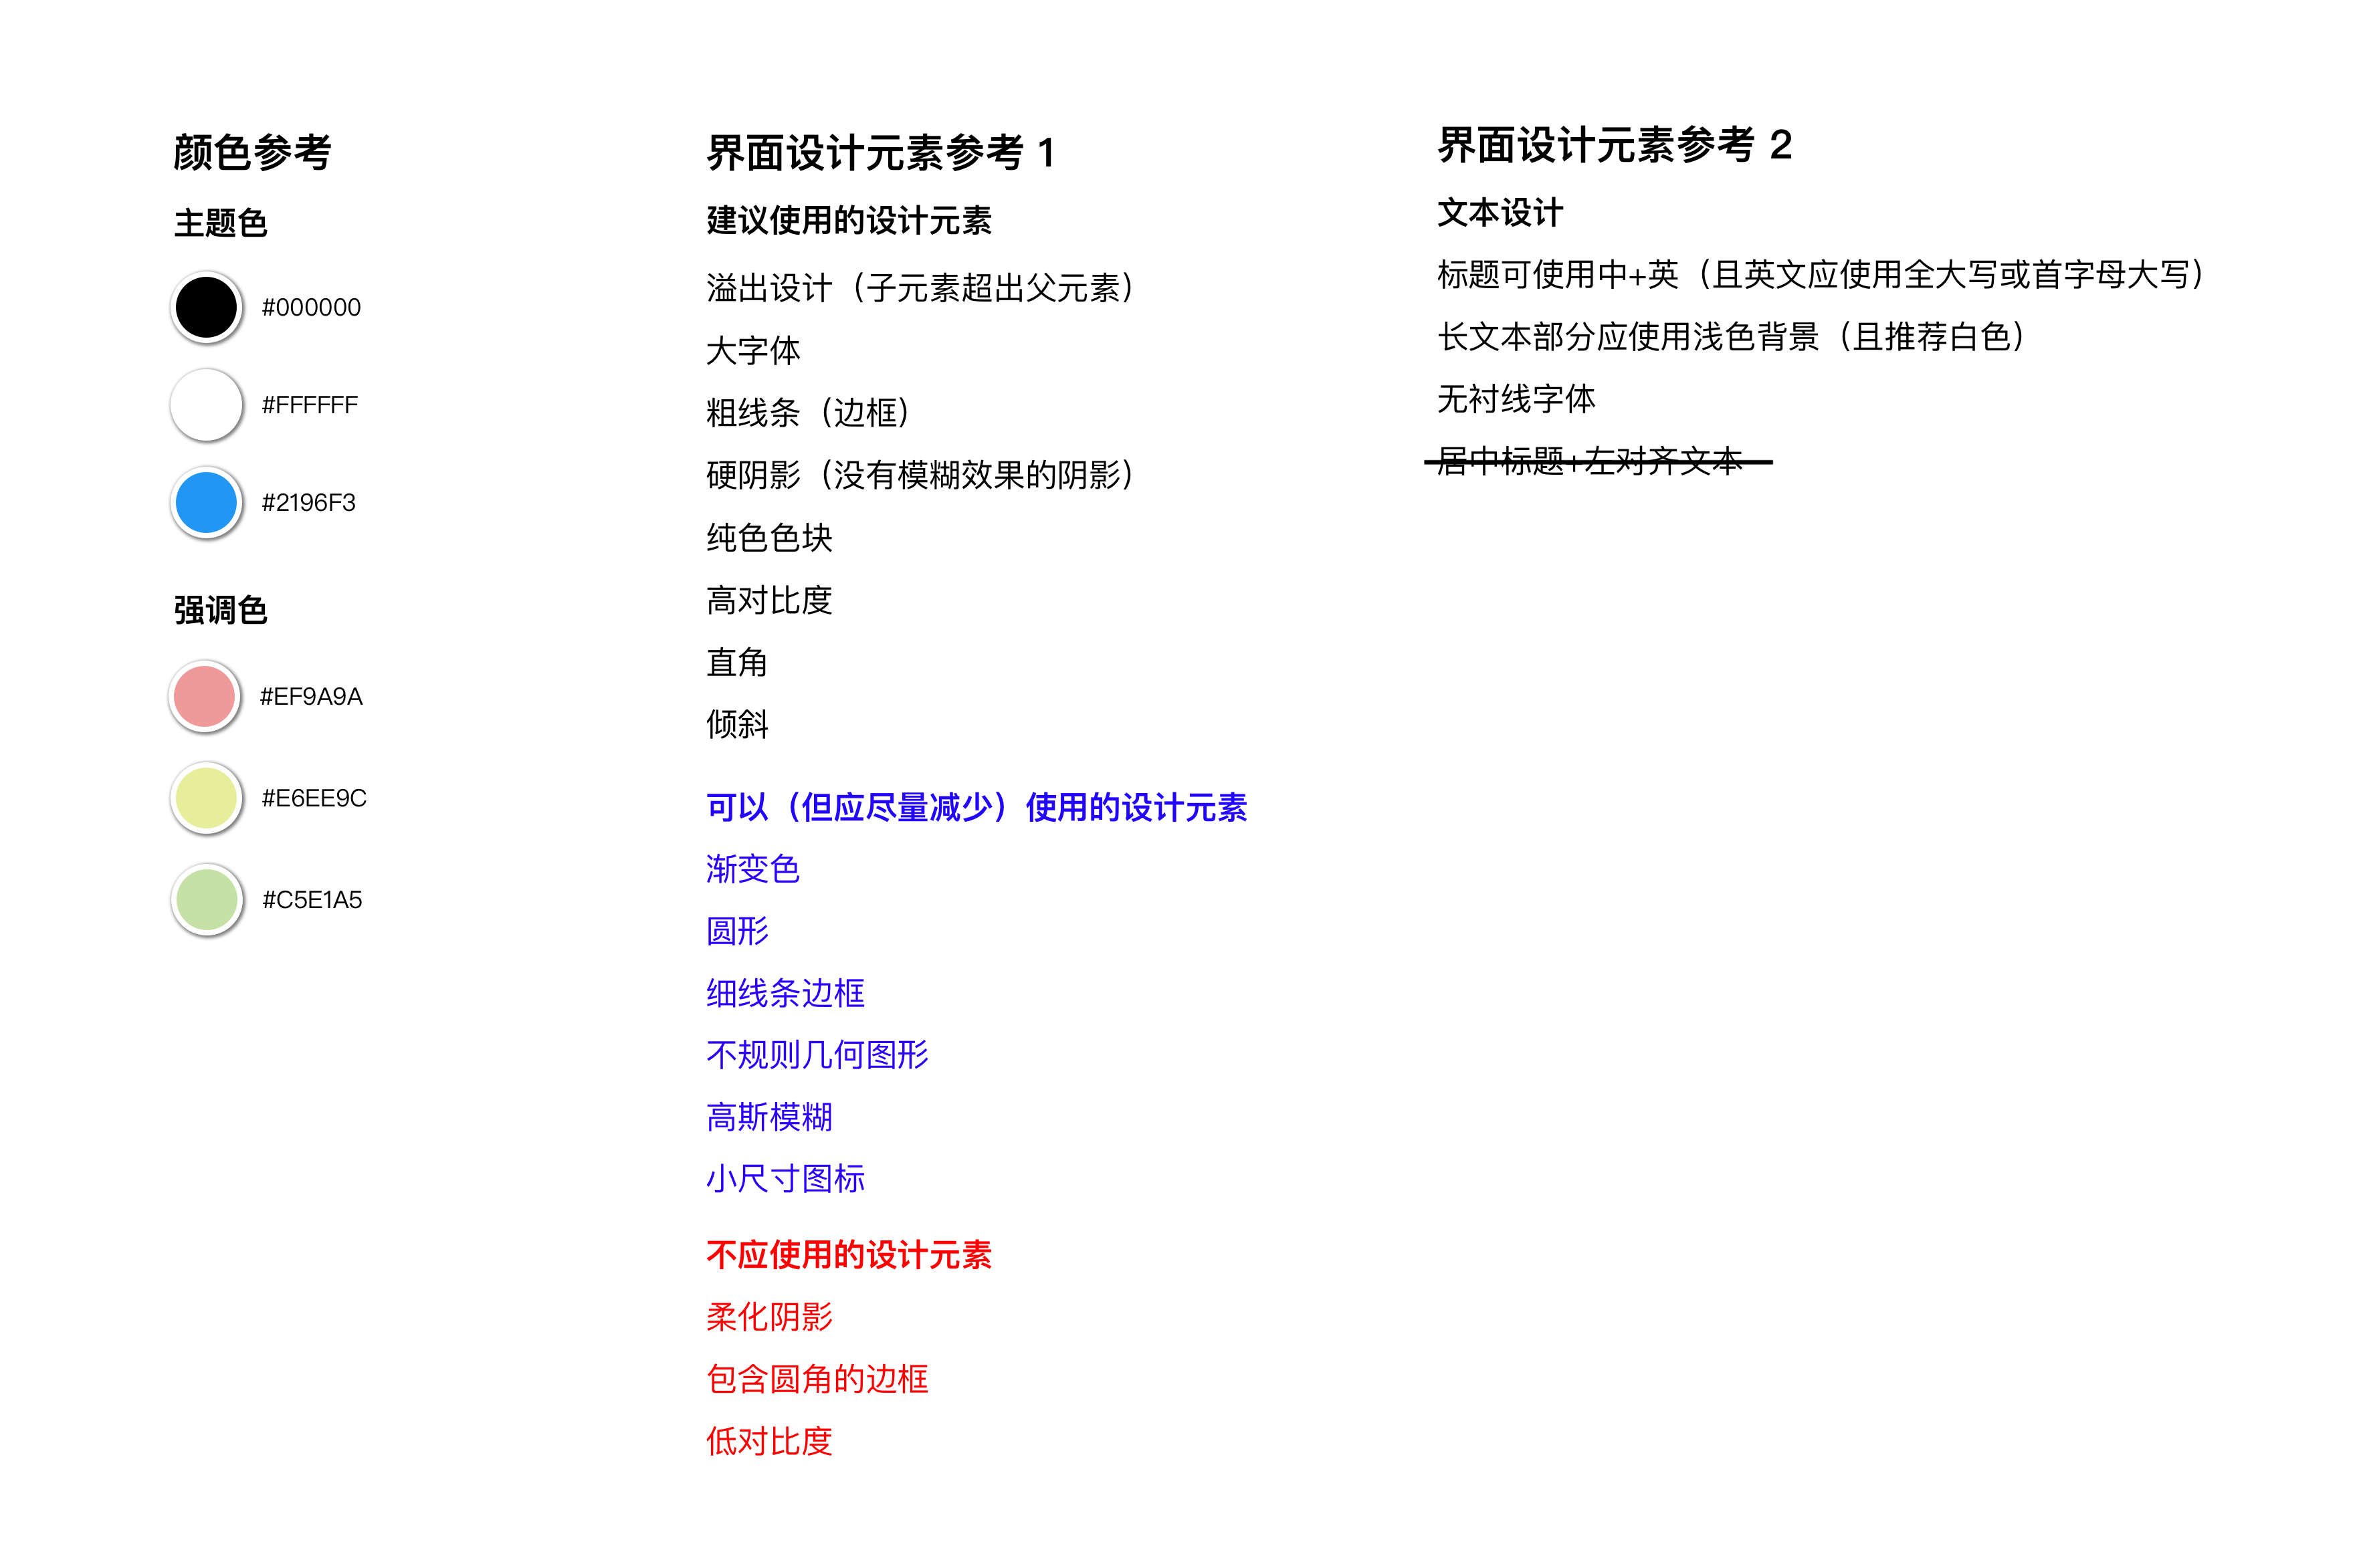 颜色参考
主题色
#000000
#FFFFFF
#2196F3
强调色
#EF9A9A
#E6EE9C
#C5E1A5
界面设计元素参考 1
建议使用的设计元素
溢出设计（子元素超出父元素）
大字体
粗线条（边框）
硬阴影（没有模糊效果的阴影）
纯色色块
高对比度
直角
倾斜
可以（但应尽量减少）使用的设计元素
渐变色
圆形
细线条边框
不规则几何图形
高斯模糊
小尺寸图标
不应使用的设计元素
柔化阴影
包含圆角的边框
低对比度
界面设计元素参考 2
文本设计
标题可使用中+英（且英文应使用全大写或首字母大写）
长文本部分应使用浅色背景（且推荐白色）
无衬线字体
居中标题+左对齐文本